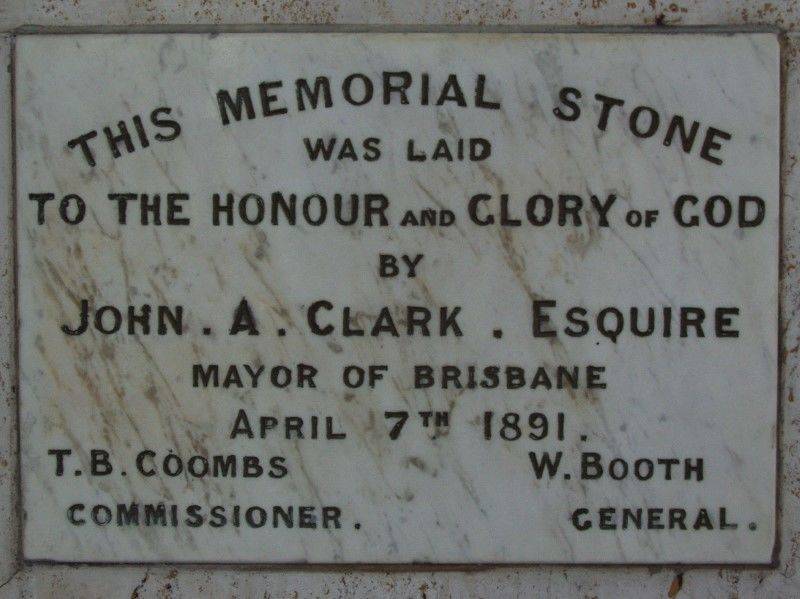 THIS MEMORIAL STONE
WAS LAID
TO THE HONOUR AND GLORY OF GOD
BY
JOHN . A . CLARK . ESQUIRE
MAYOR OF BRISBANE
APRIL 7TH 1891.
T. B. COOMBS W. BOOTH
COMMISSIONER. GENERAL.